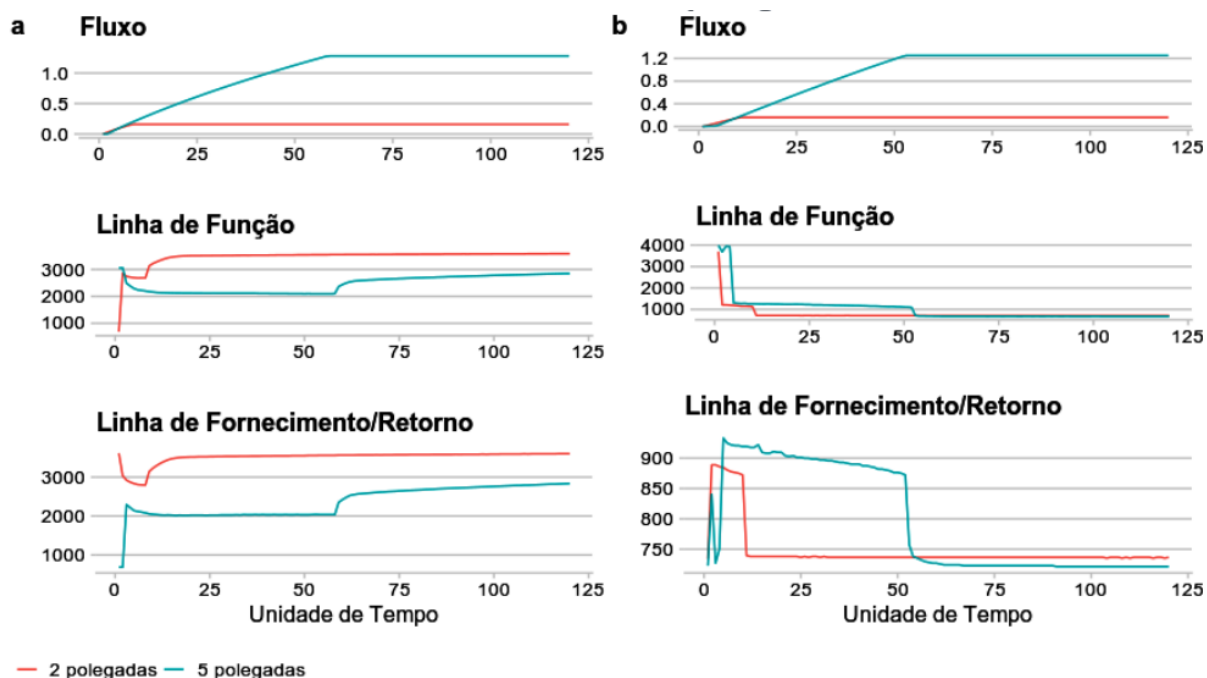 a Fluxo
1.0
0.5
0.0
0 25 50 75 100 125
Linha de Função
3000
2000
1000
0 25 50 75 100 125
Linha de Fornecimento/Retorno
3000
2000
1000
0 25 50 75 100 125
Unidade de Tempo
b Fluxo
1.2
0.8
0.4
0.0
0 25 50 75 100 125
Linha de Função
4000
3000
2000
1000
0 25 50 75 100 125
Linha de Fornecimento/Retorno
900
850
800
750
0 25 50 75 100 125
Unidade de Tempo
2 polegadas 5 polegadas